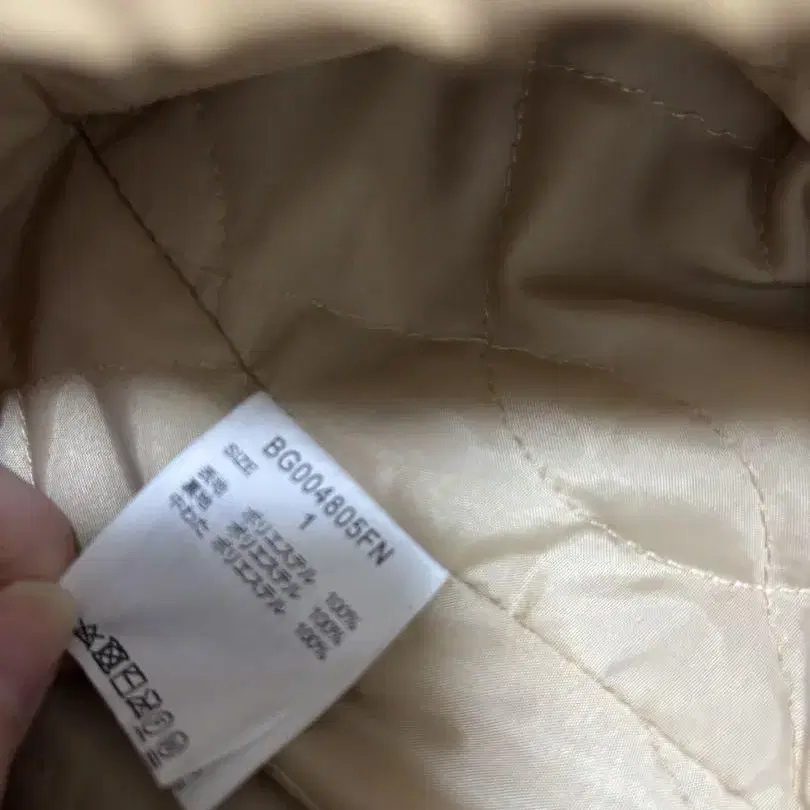 BG004805FN
SIZE 1
表地 ポリエステル 100%
裏地 ポリエステル 100%
中わた ポリエステル 100%